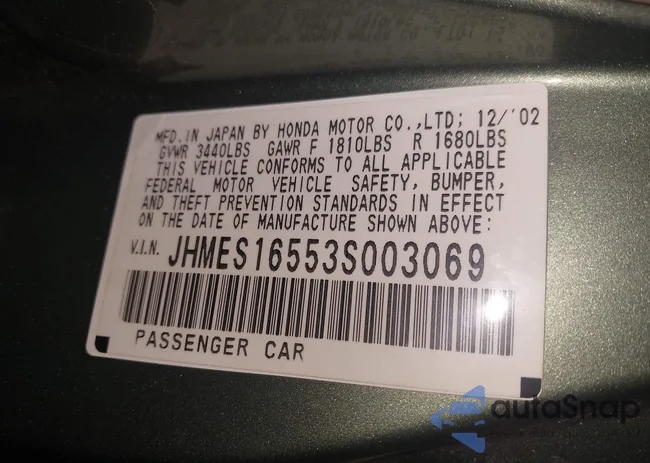 MFD.IN JAPAN BY HONDA MOTOR CO.,LTD; 12/'02
GVWR 3440LBS GAWR F 1810LBS R 1680LBS
THIS VEHICLE CONFORMS TO ALL APPLICABLE
FEDERAL MOTOR VEHICLE SAFETY, BUMPER,
AND THEFT PREVENTION STANDARDS IN EFFECT
ON THE DATE OF MANUFACTURE SHOWN ABOVE:
V.I.N. JHMES16553S003069
PASSENGER CAR
autoSnap